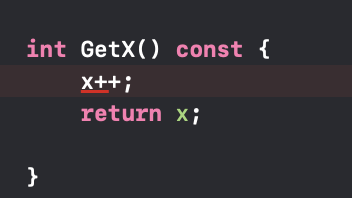 int GetX() const {
x++;
return x;
}